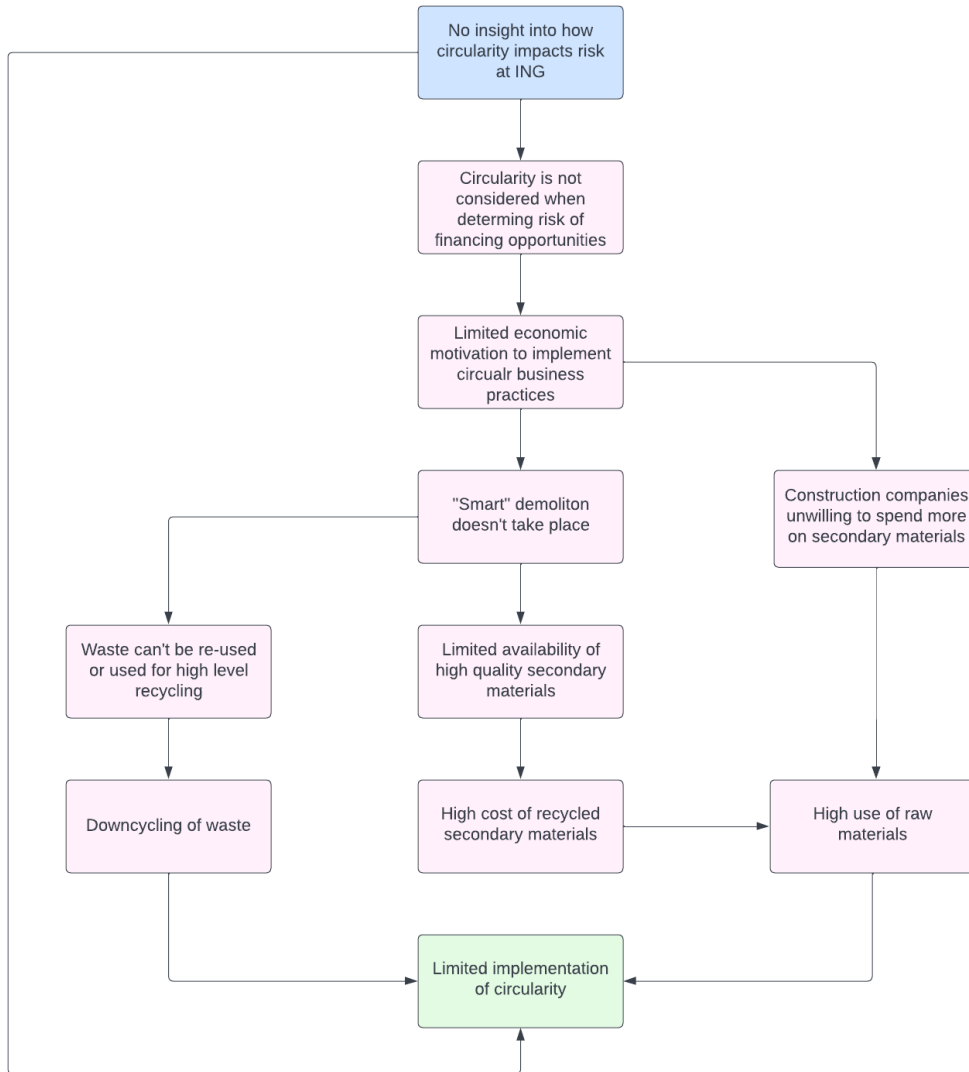 No insight into how
circularity impacts risk
at ING
Circularity is not
considered when
determing risk of
financing opportunities
Limited economic
motivation to implement
circualr business
practices
"Smart" demoliton
doesn't take place
Construction companies
unwilling to spend more
on secondary materials
Waste can't be re-used
or used for high level
recycling
Limited availability of
high quality secondary
materials
Downcycling of waste
High cost of recycled
secondary materials
High use of raw
materials
Limited implementation
of circularity